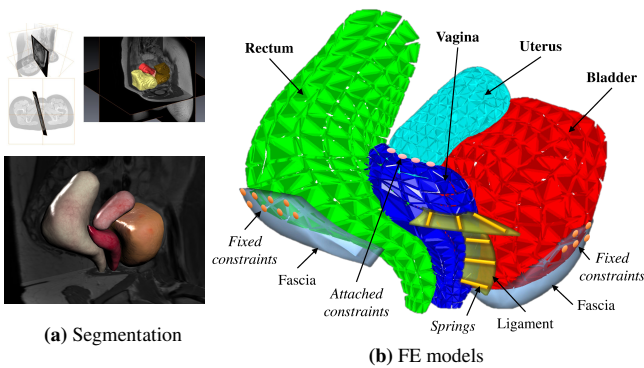 Rectum
Vagina
Uterus
Bladder
Fixed
constraints
Fascia
Attached
constraints
Springs
Ligament
Fixed
constraints
Fascia
(a) Segmentation
(b) FE models